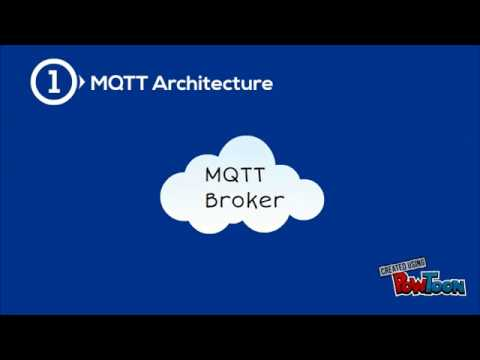 1 MQTT Architecture
MQTT
Broker
CREATED USING
POWTOON